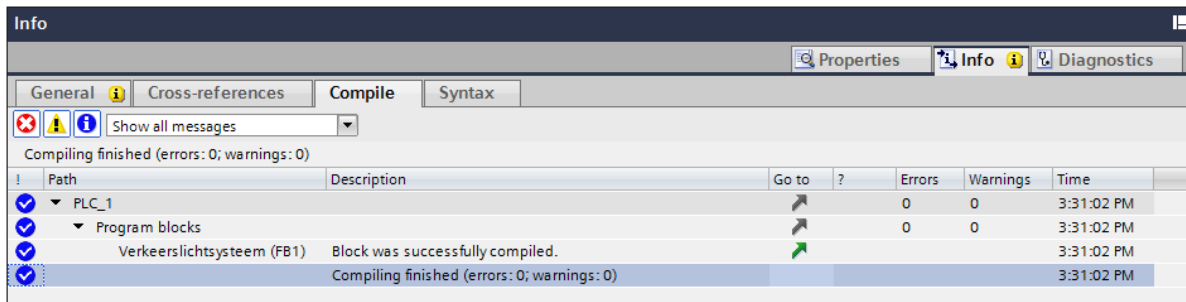 Info
Properties Info Diagnostics
General Cross-references Compile Syntax
Show all messages
Compiling finished (errors: 0; warnings: 0)
! Path Description Go to ? Errors Warnings Time
PLC_1 0 0 3:31:02 PM
Program blocks 0 0 3:31:02 PM
Verkeerslichtsysteem (FB1) Block was successfully compiled. 3:31:02 PM
Compiling finished (errors: 0; warnings: 0) 3:31:02 PM